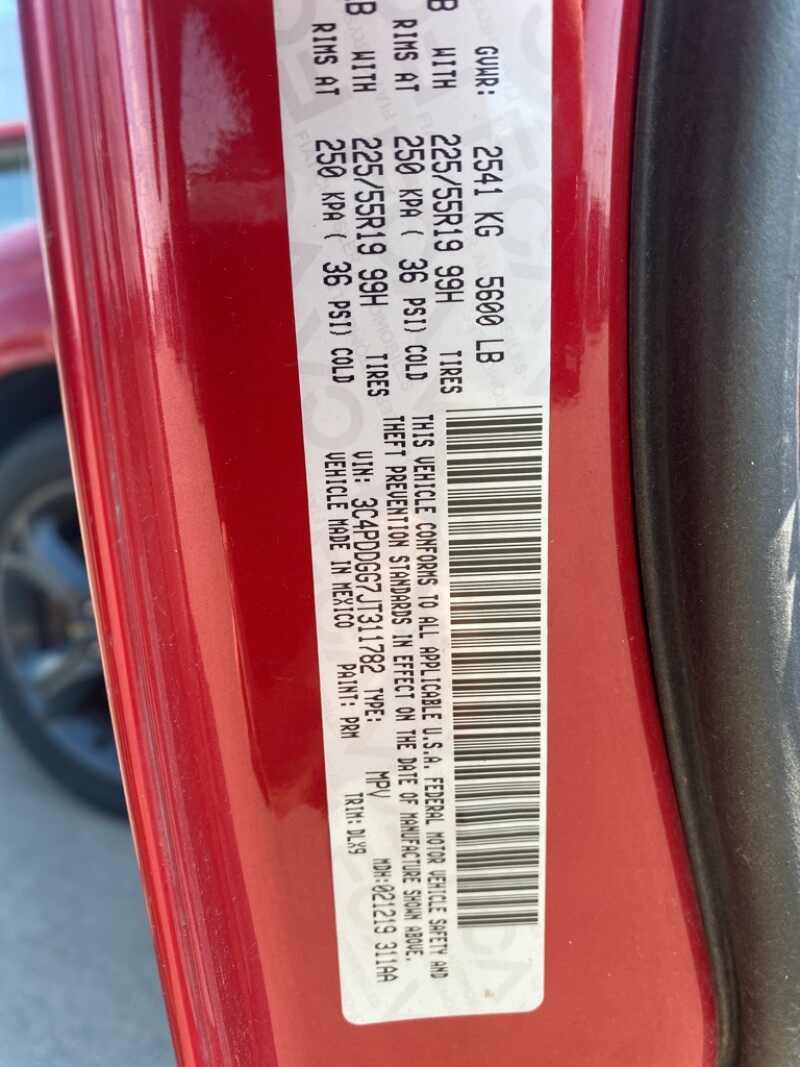 GVWR: 2541 KG 5600 LB
B WITH 225/55R19 99H TIRES
RIMS AT 250 KPA ( 36 PSI) COLD
B WITH 225/55R19 99H TIRES
RIMS AT 250 KPA ( 36 PSI) COLD
THIS VEHICLE CONFORMS TO ALL APPLICABLE U.S.A. FEDERAL MOTOR VEHICLE SAFETY AND
THEFT PREVENTION STANDARDS IN EFFECT ON THE DATE OF MANUFACTURE SHOWN ABOVE.
VIN: 3C4PDDGG7JT311782 TYPE: MPV MDH:021219 311AA
VEHICLE MADE IN MEXICO PAINT: PRM TRIM: DLX9